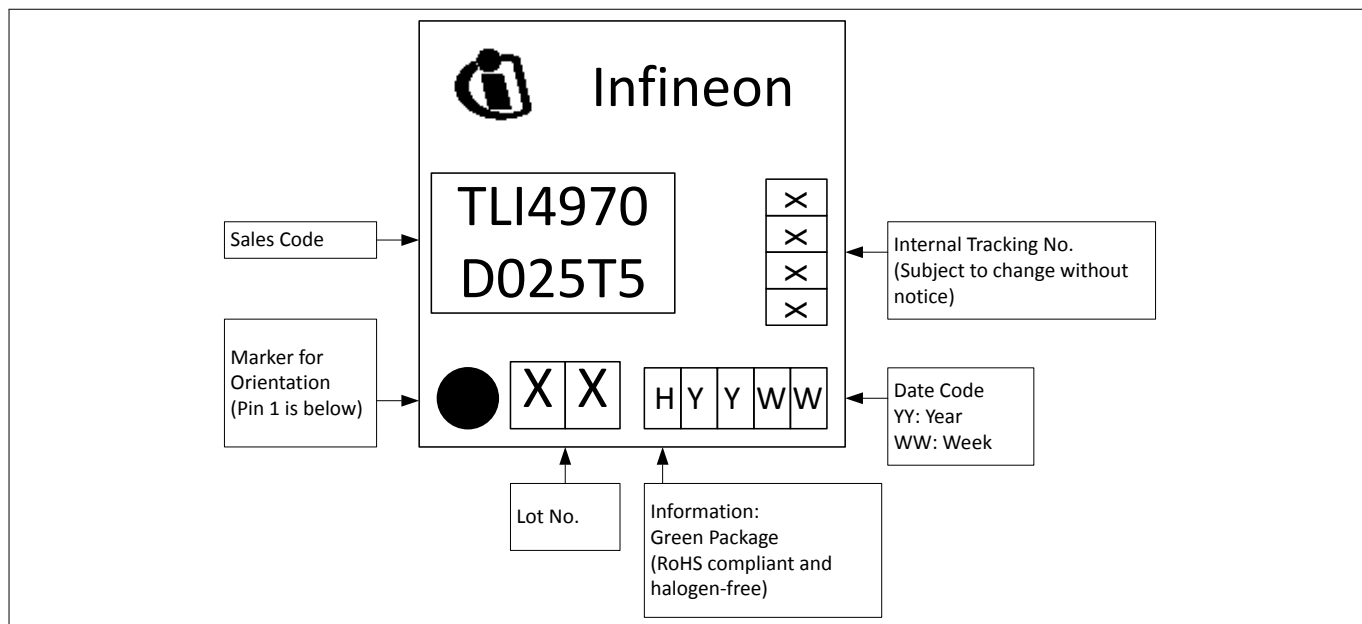 Infineon
TLI4970
D025T5
X
X
X
X
Sales Code
Internal Tracking No.
(Subject to change without
notice)
Marker for
Orientation
(Pin 1 is below)
X X
H Y Y W W
Date Code
YY: Year
WW: Week
Lot No.
Information:
Green Package
(RoHS compliant and
halogen-free)